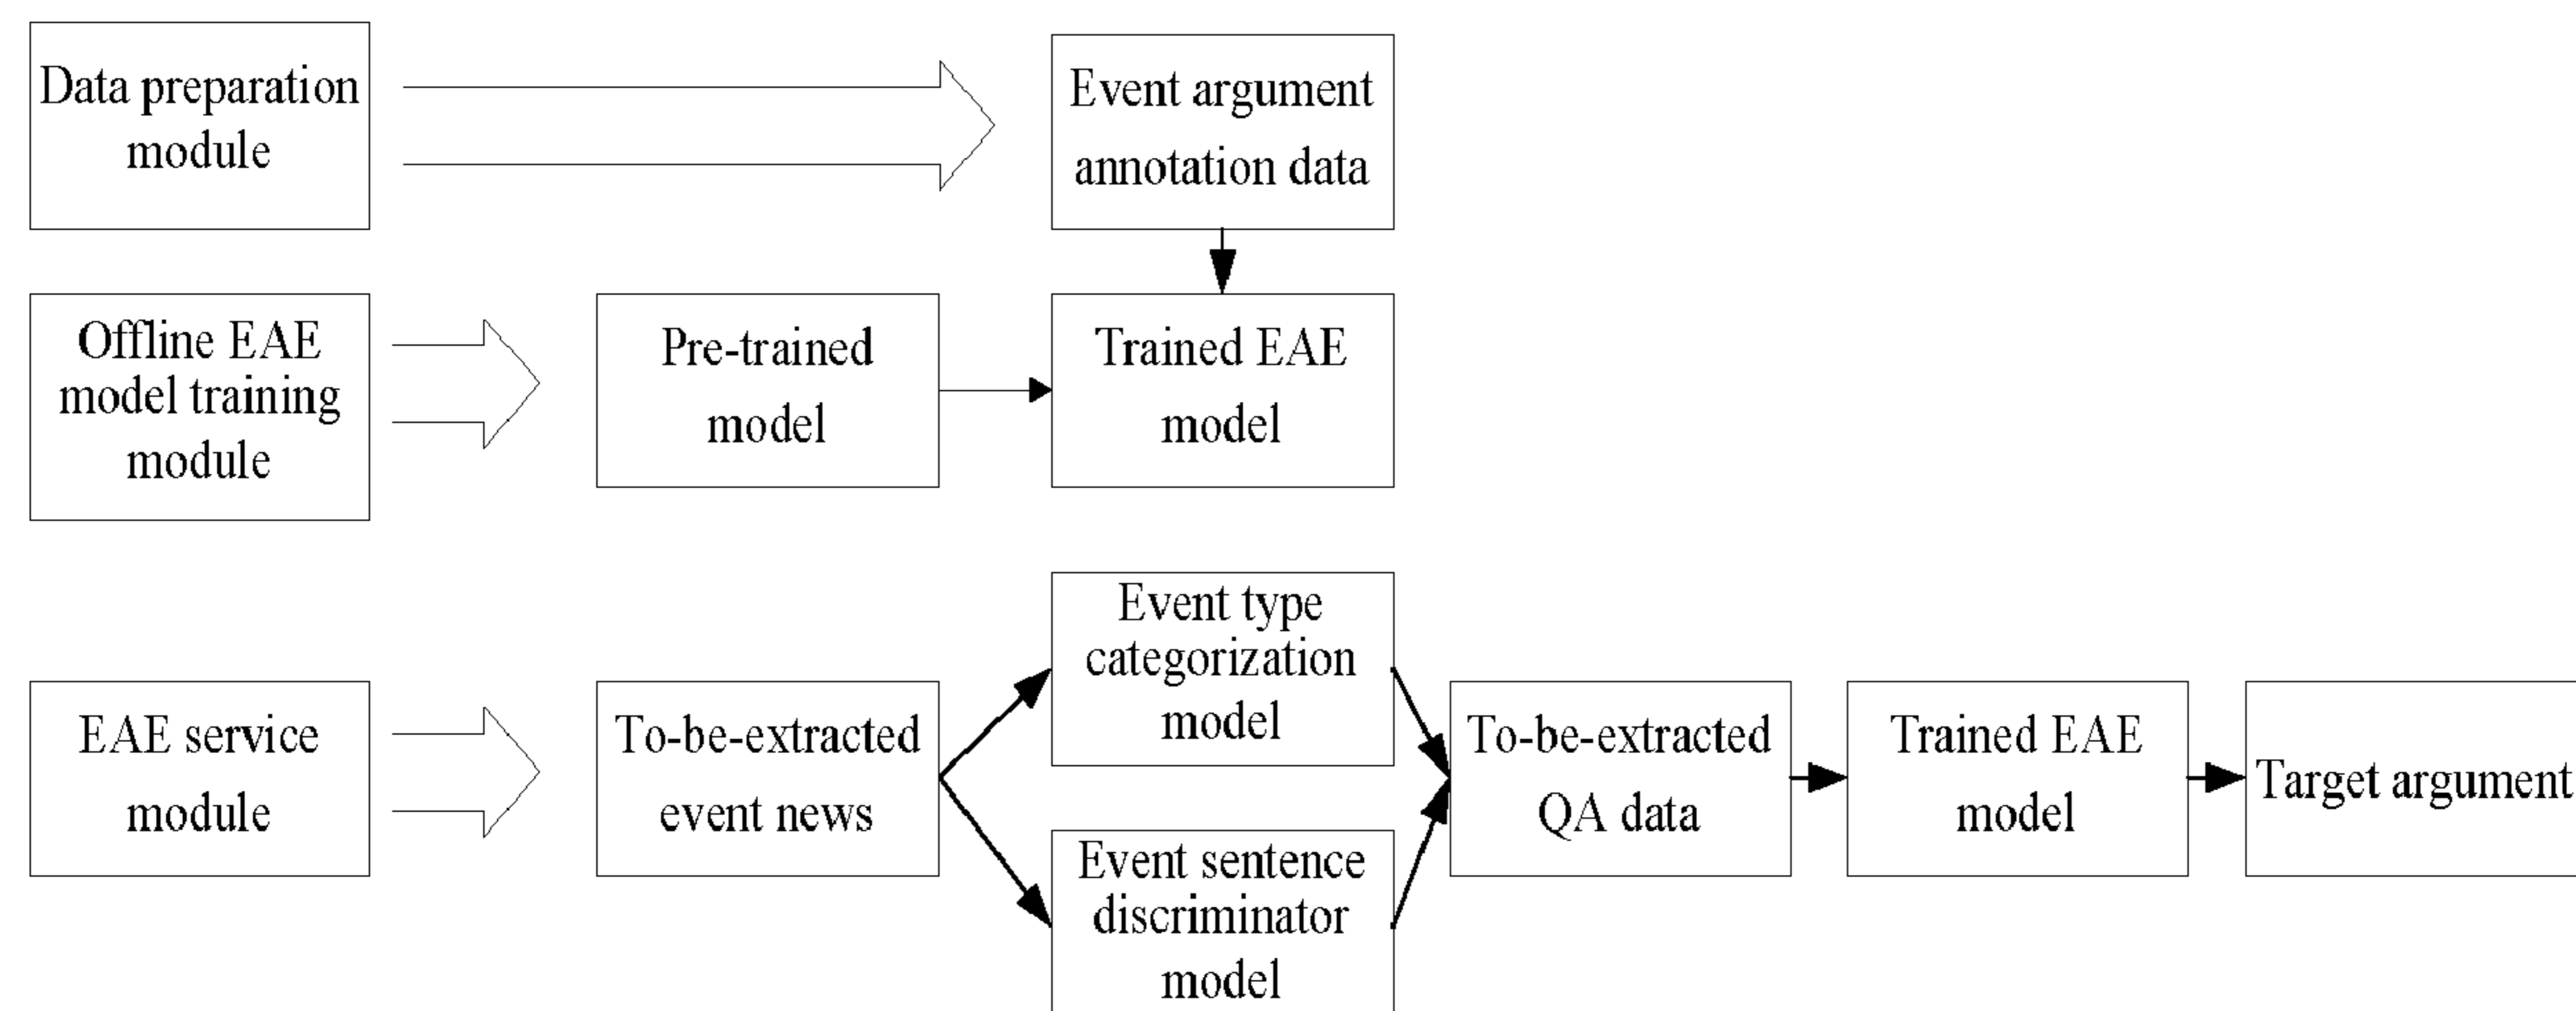 Data preparation
module
Event argument
annotation data
Offline EAE
model training
module
Pre-trained
model
Trained EAE
model
EAE service
module
To-be-extracted
event news
Event type
categorization
model
Event sentence
discriminator
model
To-be-extracted
QA data
Trained EAE
model
Target argument